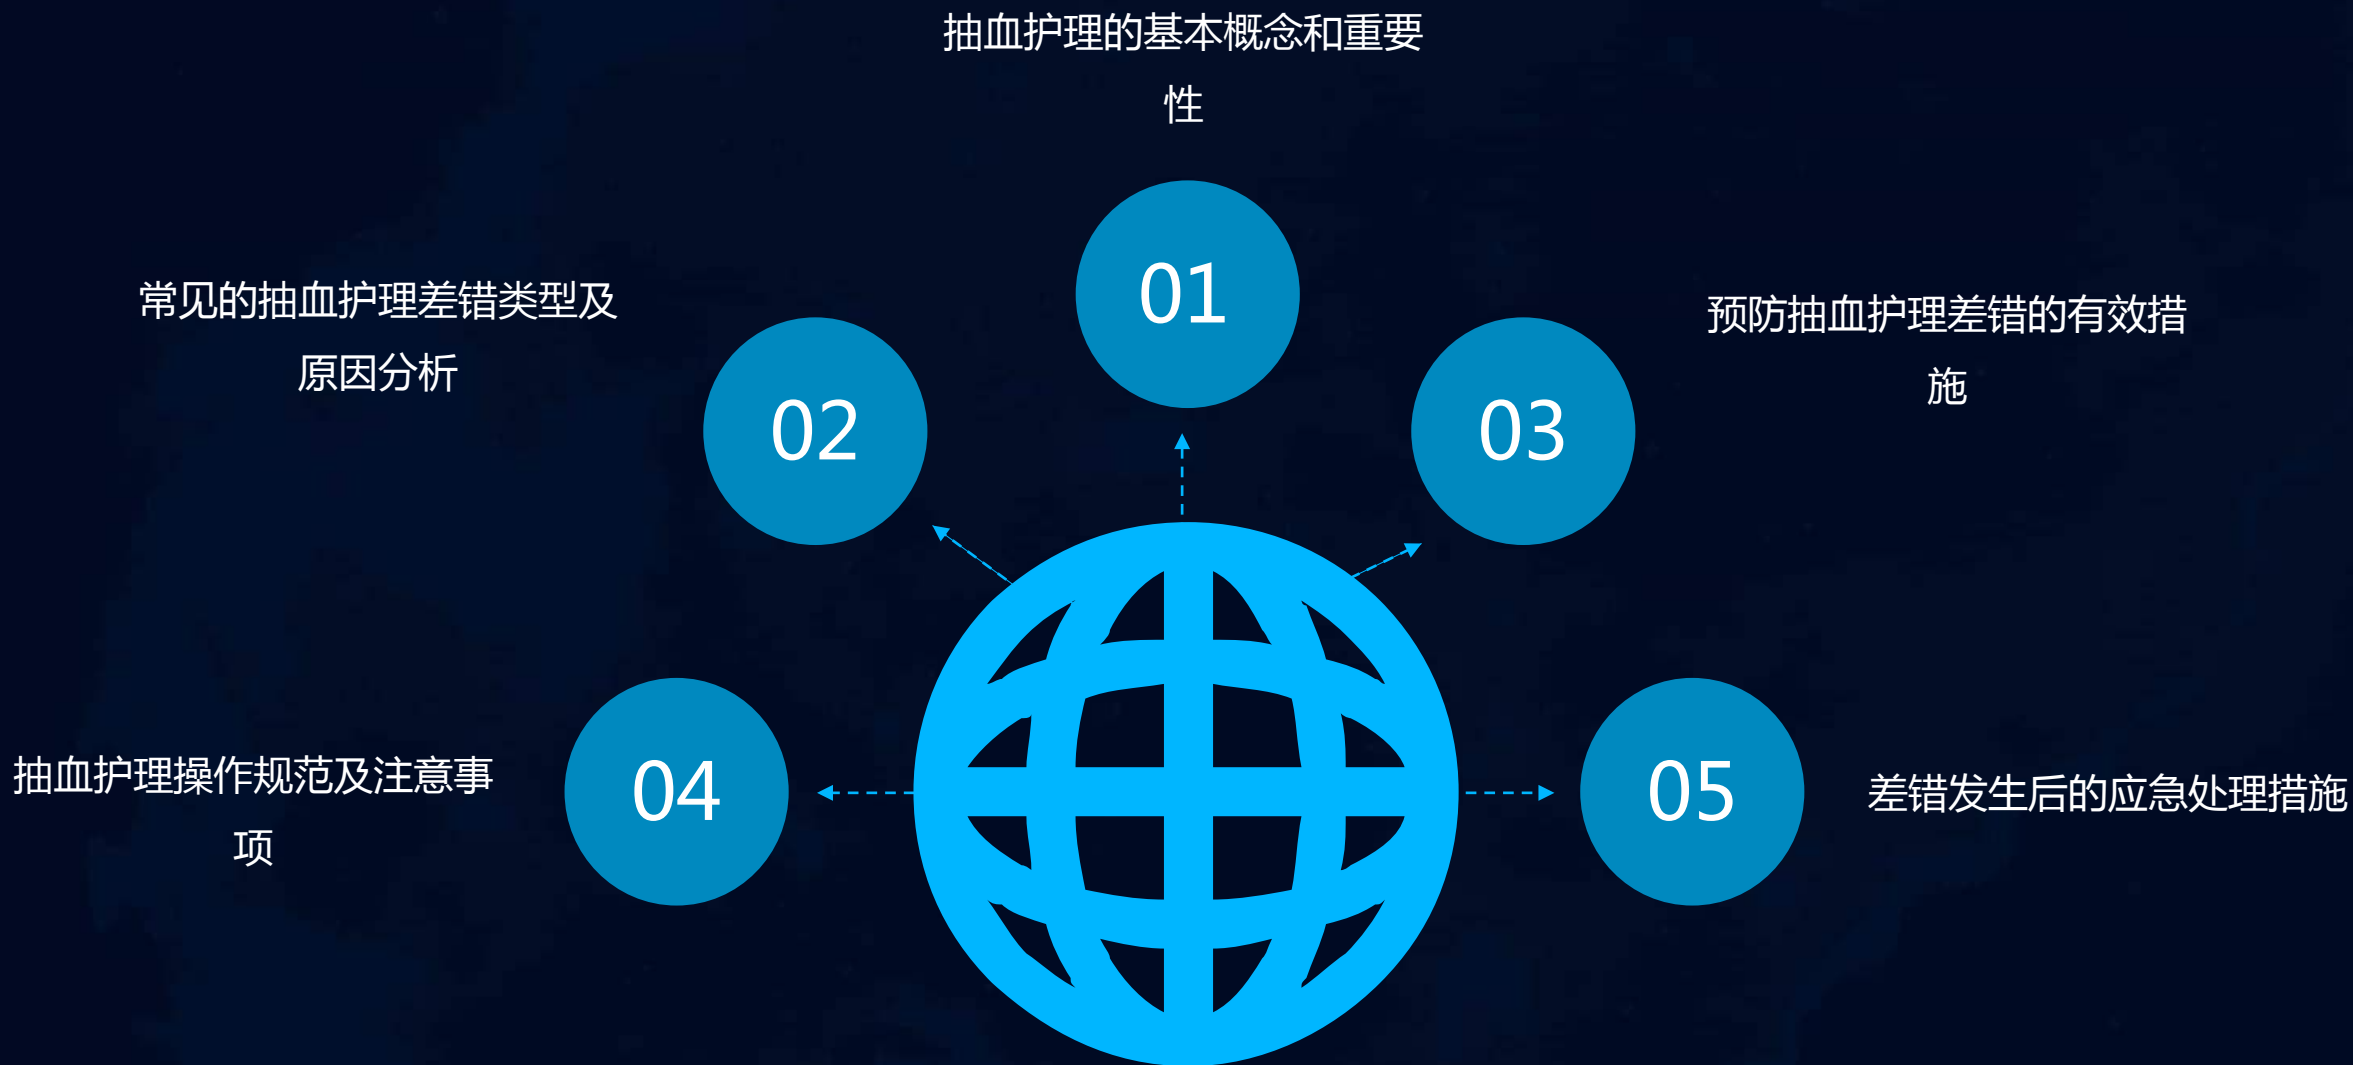 抽血护理的基本概念和重要
性
01
常见的抽血护理差错类型及
原因分析
02
03
预防抽血护理差错的有效措
施
抽血护理操作规范及注意事
项
04
05
差错发生后的应急处理措施